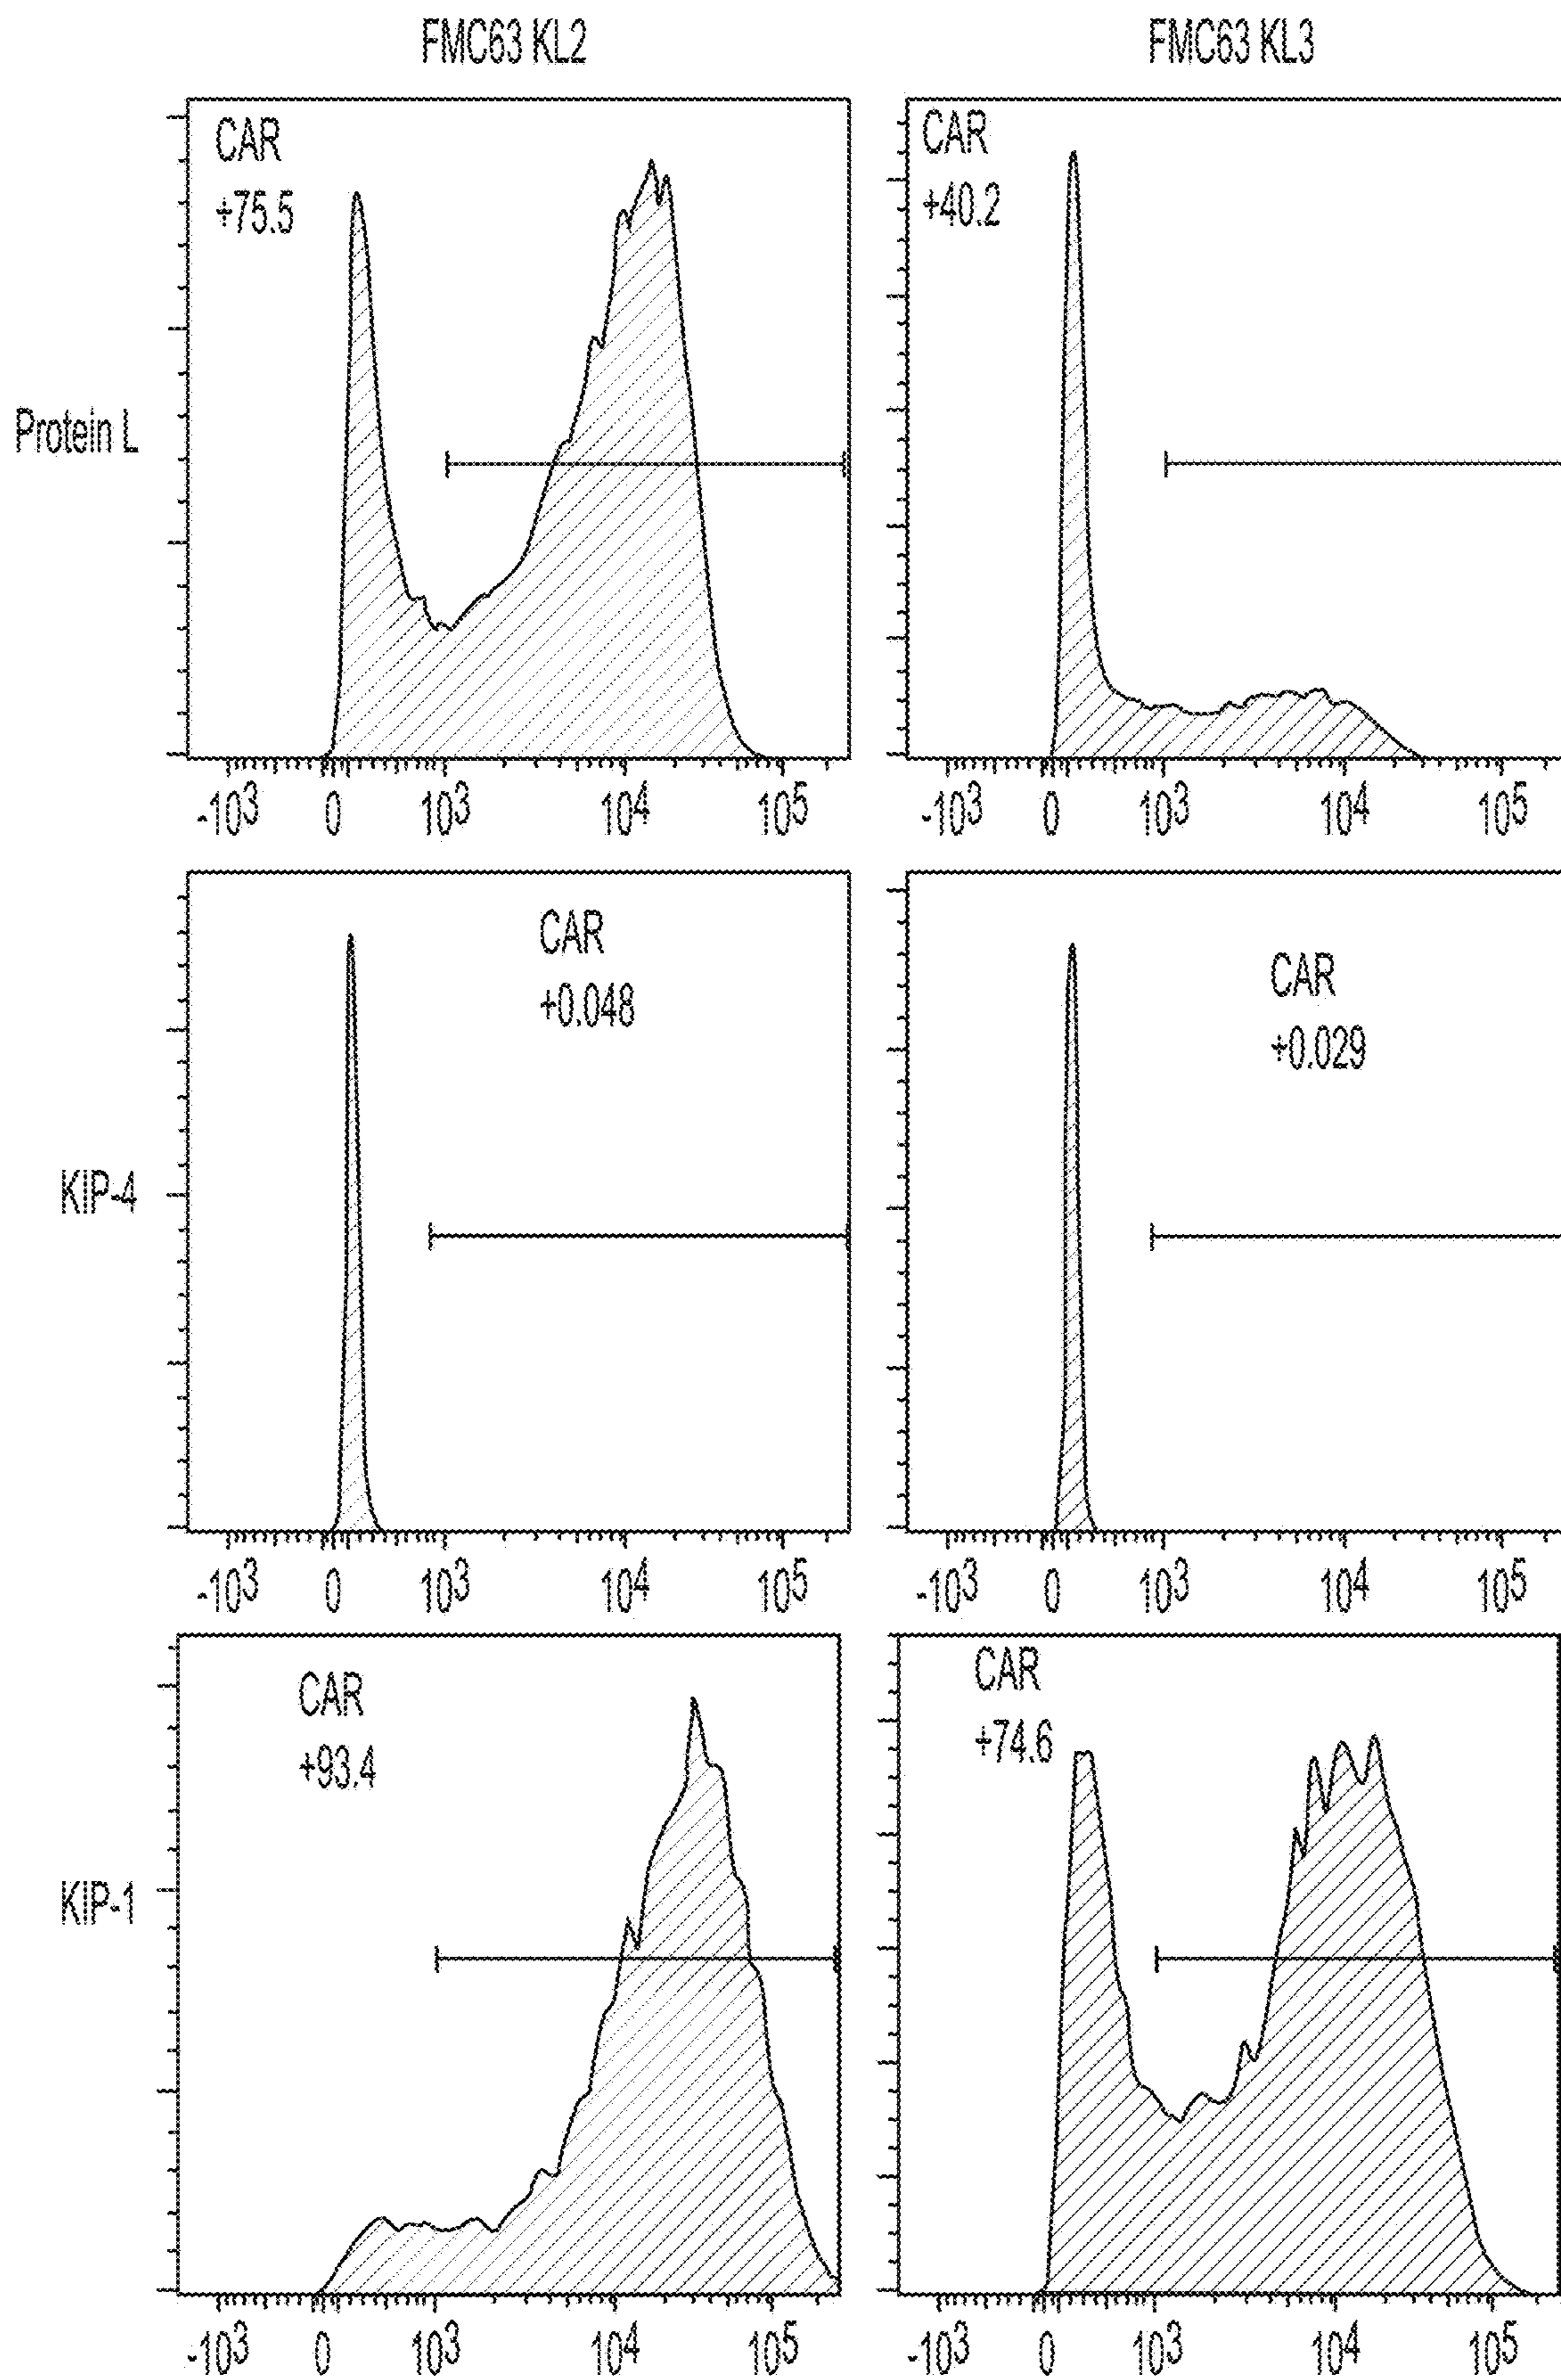 FMC63 KL2
FMC63 KL3
CAR
+75.5
CAR
+40.2
Protein L
-10³ 0 10³ 10⁴ 10⁵
-10³ 0 10³ 10⁴ 10⁵
CAR
+0.048
CAR
+0.029
KIP-4
-10³ 0 10³ 10⁴ 10⁵
-10³ 0 10³ 10⁴ 10⁵
CAR
+93.4
CAR
+74.6
KIP-1
-10³ 0 10³ 10⁴ 10⁵
-10³ 0 10³ 10⁴ 10⁵